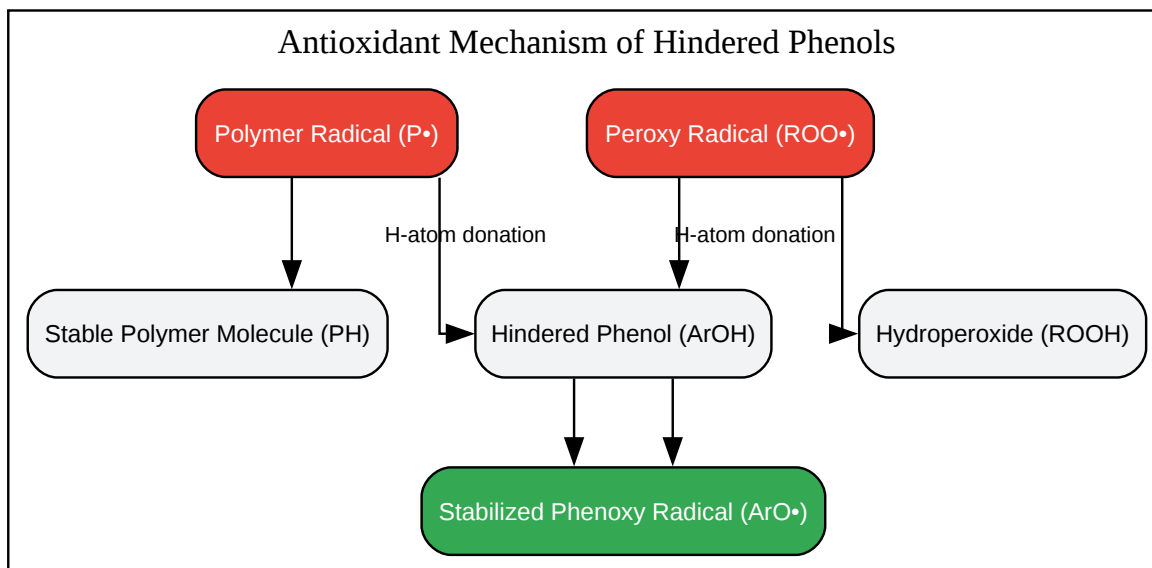 Antioxidant Mechanism of Hindered Phenols
Polymer Radical (P•)
Peroxy Radical (ROO•)
H-atom donation
H-atom donation
Stable Polymer Molecule (PH)
Hindered Phenol (ArOH)
Hydroperoxide (ROOH)
Stabilized Phenoxy Radical (ArO•)